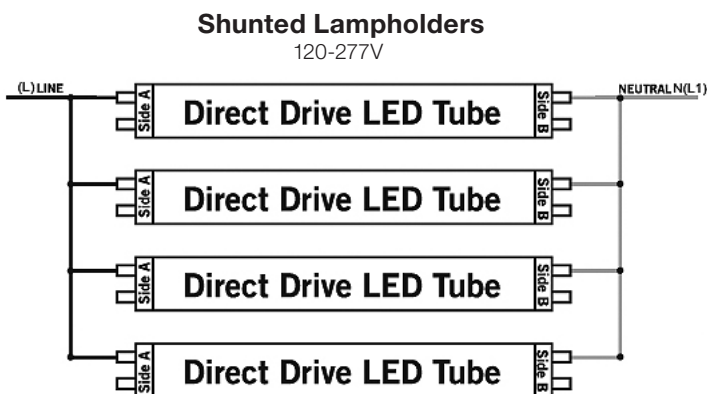 Shunted Lampholders
120-277V
(L) LINE
NEUTRAL N(L1)
Side A
Direct Drive LED Tube
Side B
Side A
Direct Drive LED Tube
Side B
Side A
Direct Drive LED Tube
Side B
Side A
Direct Drive LED Tube
Side B